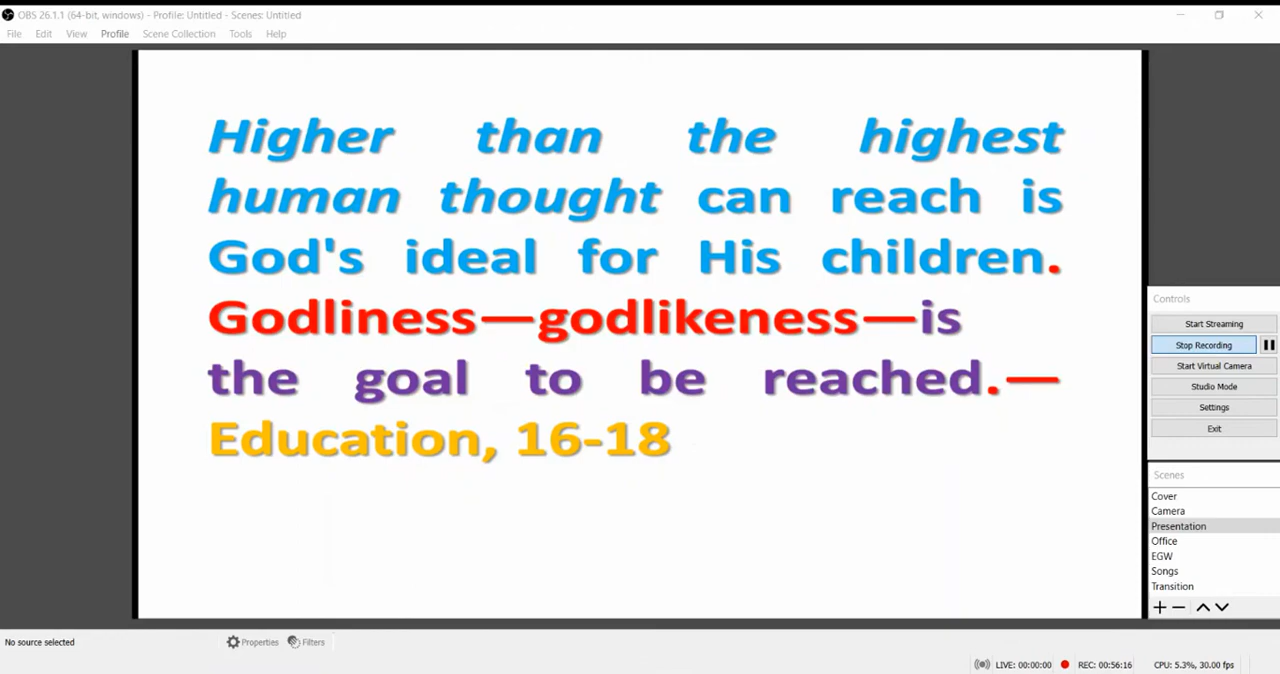 OBS 26.1.1 (64-bit, windows) - Profile: Untitled - Scenes: Untitled
File Edit View Profile Scene Collection Tools Help
Higher than the highest
human thought can reach is
God's ideal for His children.
Godliness—godlikeness—is
the goal to be reached.—
Education, 16-18
Controls
Start Streaming
Stop Recording
Start Virtual Camera
Studio Mode
Settings
Exit
Scenes
Cover
Camera
Presentation
Office
EGW
Songs
Transition
No source selected Properties Filters
LIVE: 00:00:00 REC: 00:56:16 CPU: 5.3%, 30.00 fps